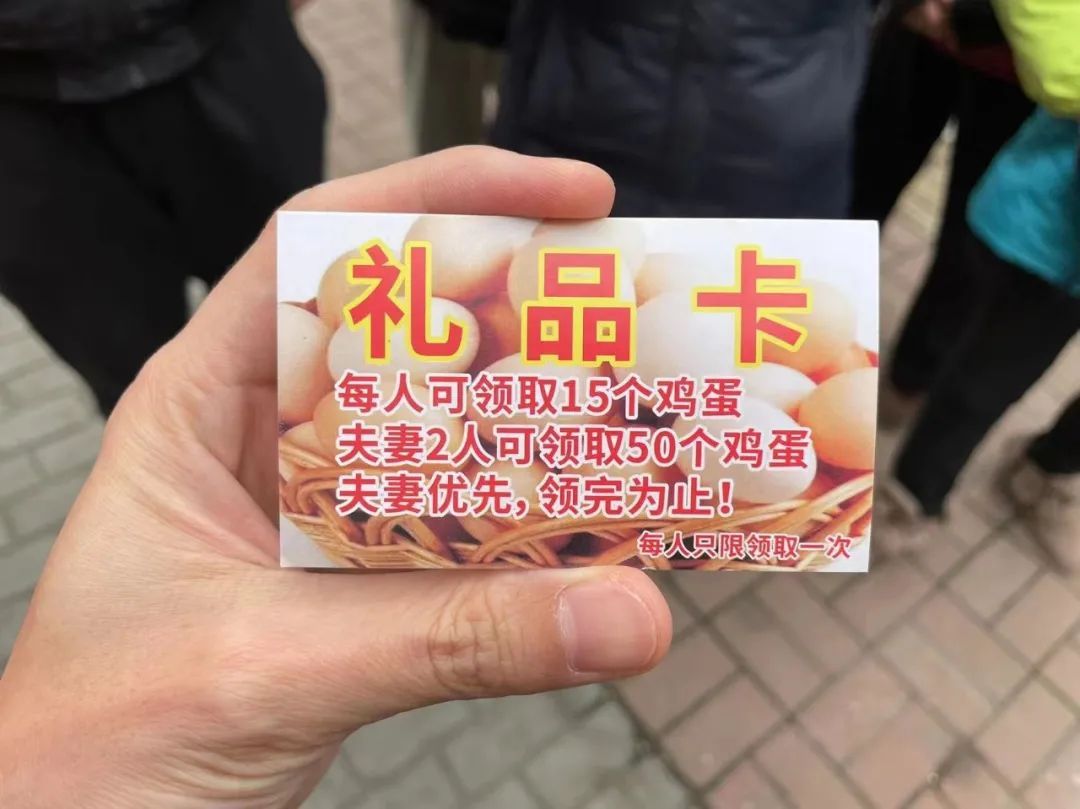 礼品卡
每人可领取15个鸡蛋
夫妻2人可领取50个鸡蛋
夫妻优先,领完为止!
每人只限领取一次